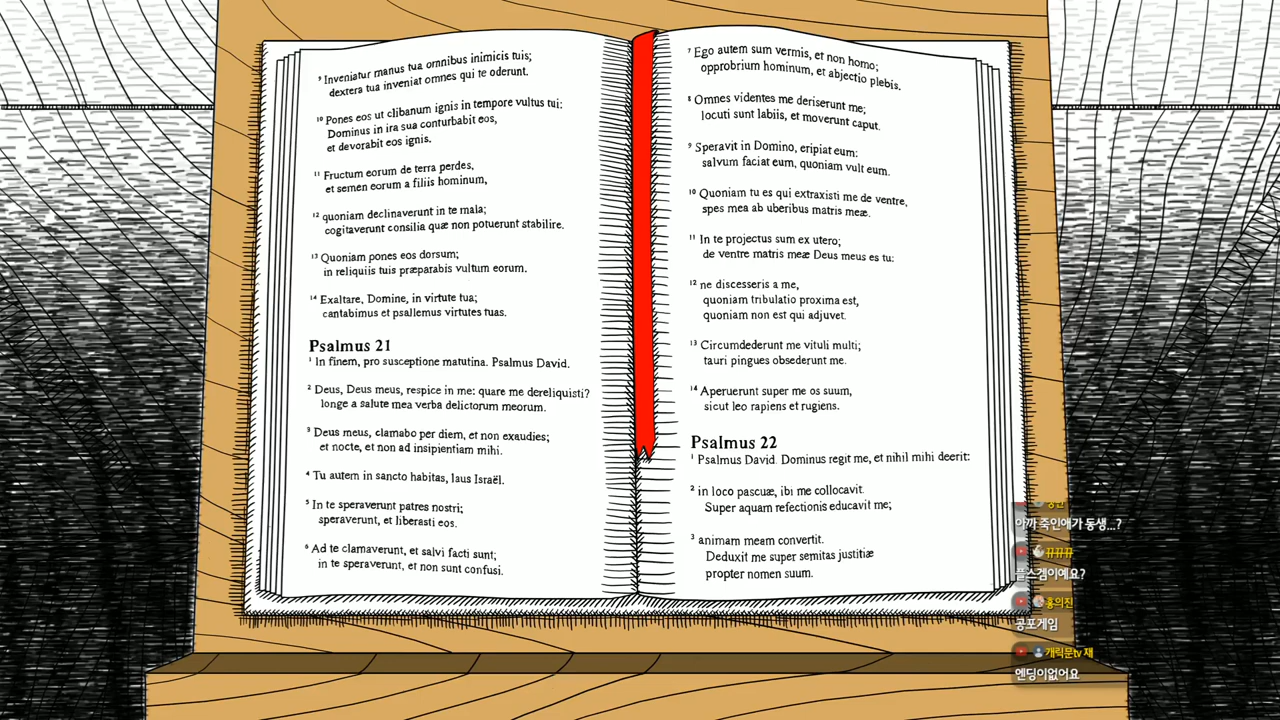 ⁹ Inveniatur manus tua omnibus inimicis tuis;
dextera tua inveniat omnes qui te oderunt.
¹⁰ Pones eos ut clibanum ignis in tempore vultus tui:
Dominus in ira sua conturbabit eos,
et devorabit eos ignis.
¹¹ Fructum eorum de terra perdes,
et semen eorum a filiis hominum,
¹² quoniam declinaverunt in te mala;
cogitaverunt consilia quæ non potuerunt stabilire.
¹³ Quoniam pones eos dorsum;
in reliquiis tuis præparabis vultum eorum.
¹⁴ Exaltare, Domine, in virtute tua;
cantabimus et psallemus virtutes tuas.
Psalmus 21
¹ In finem, pro susceptione matutina. Psalmus David.
² Deus, Deus meus, respice in me: quare me dereliquisti?
longe a salute mea verba delictorum meorum.
³ Deus meus, clamabo per diem, et non exaudies;
et nocte, et non ad insipientiam mihi.
⁴ Tu autem in sancto habitas, laus Israël.
⁵ In te speraverunt patres nostri;
speraverunt, et liberasti eos.
⁶ Ad te clamaverunt, et salvi facti sunt;
in te speraverunt, et non sunt confusi.
⁷ Ego autem sum vermis, et non homo;
opprobrium hominum, et abjectio plebis.
⁸ Omnes videntes me deriserunt me;
locuti sunt labiis, et moverunt caput.
⁹ Speravit in Domino, eripiat eum:
salvum faciat eum, quoniam vult eum.
¹⁰ Quoniam tu es qui extraxisti me de ventre,
spes mea ab uberibus matris meæ.
¹¹ In te projectus sum ex utero;
de ventre matris meæ Deus meus es tu:
¹² ne discesseris a me,
quoniam tribulatio proxima est,
quoniam non est qui adjuvet.
¹³ Circumdederunt me vituli multi;
tauri pingues obsederunt me.
¹⁴ Aperuerunt super me os suum,
sicut leo rapiens et rugiens.
Psalmus 22
¹ Psalmus David. Dominus regit me, et nihil mihi deerit:
² in loco pascuæ, ibi me collocavit.
Super aquam refectionis educavit me;
³ animam meam convertit.
Deduxit me super semitas justitiæ
propter nomen suum.
아까 죽인애가 동생...?
뀨뀨뀨
플스겜이예요?
홍의진
공포게임
개릭문tv 재
엔딩이없어요